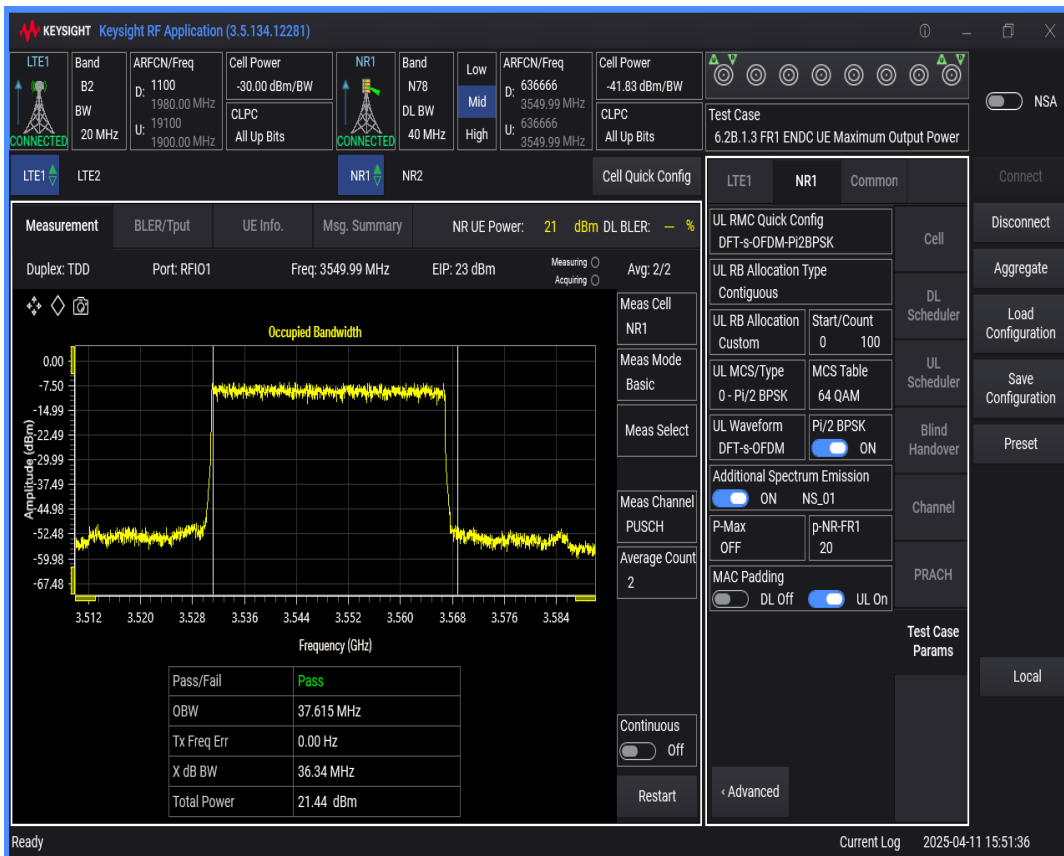 KEYSIGHT Keysight RF Application (3.5.134.12281)
LTE1
CONNECTED
Band
B2
BW
20 MHz
ARFCN/Freq
D: 1100
1980.00 MHz
U: 19100
1900.00 MHz
Cell Power
-30.00 dBm/BW
CLPC
All Up Bits
NR1
CONNECTED
Band
N78
DL BW
40 MHz
Low
Mid
High
ARFCN/Freq
D: 636666
3549.99 MHz
U: 636666
3549.99 MHz
Cell Power
-41.83 dBm/BW
CLPC
All Up Bits
Test Case
6.2B.1.3 FR1 ENDC UE Maximum Output Power
NSA
LTE1 LTE2 NR1 NR2 Cell Quick Config
Measurement BLER/Tput UE Info. Msg. Summary NR UE Power: 21 dBm DL BLER: — %
Duplex: TDD Port: RFIO1 Freq: 3549.99 MHz EIP: 23 dBm Measuring Avg: 2/2
Acquiring
Occupied Bandwidth
Amplitude (dBm)
0.00
-7.50
-14.99
-22.49
-29.99
-37.49
-44.98
-52.48
-59.98
-67.48
3.512 3.520 3.528 3.536 3.544 3.552 3.560 3.568 3.576 3.584
Frequency (GHz)
Pass/Fail Pass
OBW 37.615 MHz
Tx Freq Err 0.00 Hz
X dB BW 36.34 MHz
Total Power 21.44 dBm
Meas Cell
NR1
Meas Mode
Basic
Meas Select
Meas Channel
PUSCH
Average Count
2
Continuous
Off
Restart
LTE1 NR1 Common
UL RMC Quick Config
DFT-s-OFDM-Pi2BPSK
UL RB Allocation Type
Contiguous
UL RB Allocation Start/Count
Custom 0 100
UL MCS/Type MCS Table
0 - Pi/2 BPSK 64 QAM
UL Waveform Pi/2 BPSK
DFT-s-OFDM ON
Additional Spectrum Emission
ON NS_01
P-Max p-NR-FR1
OFF 20
MAC Padding
DL Off UL On
‹ Advanced
Cell
DL
Scheduler
UL
Scheduler
Blind
Handover
Channel
PRACH
Test Case
Params
Connect
Disconnect
Aggregate
Load
Configuration
Save
Configuration
Preset
Local
Ready Current Log 2025-04-11 15:51:36